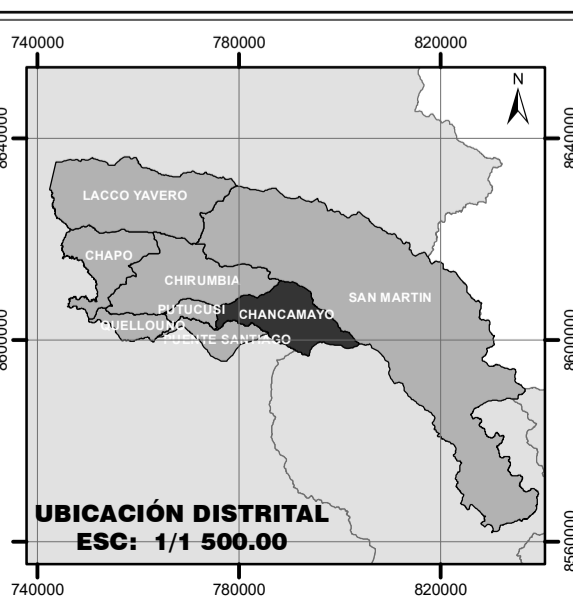 740000 780000 820000
N
8640000 8640000
LACCO YAVERO
CHAPO
CHIRUMBIA
SAN MARTIN
PUTUCUSI
CHANCAMAYO
QUELLOUNO
PUENTE SANTIAGO
8600000 8600000
UBICACIÓN DISTRITAL
ESC: 1/1 500.00
8560000
740000 780000 820000